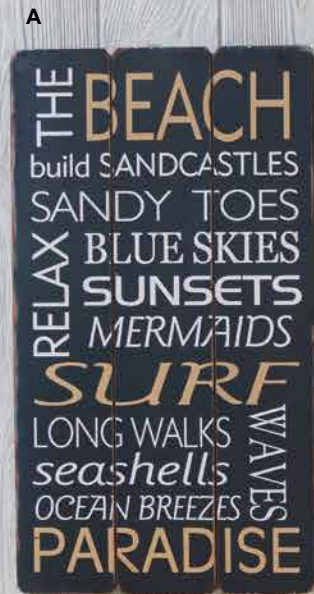 A
THE
BEACH
build SANDCASTLES
SANDY TOES
RELAX
BLUE SKIES
SUNSETS
MERMAIDS
SURF
LONG WALKS
WAVES
seashells
OCEAN BREEZES
PARADISE